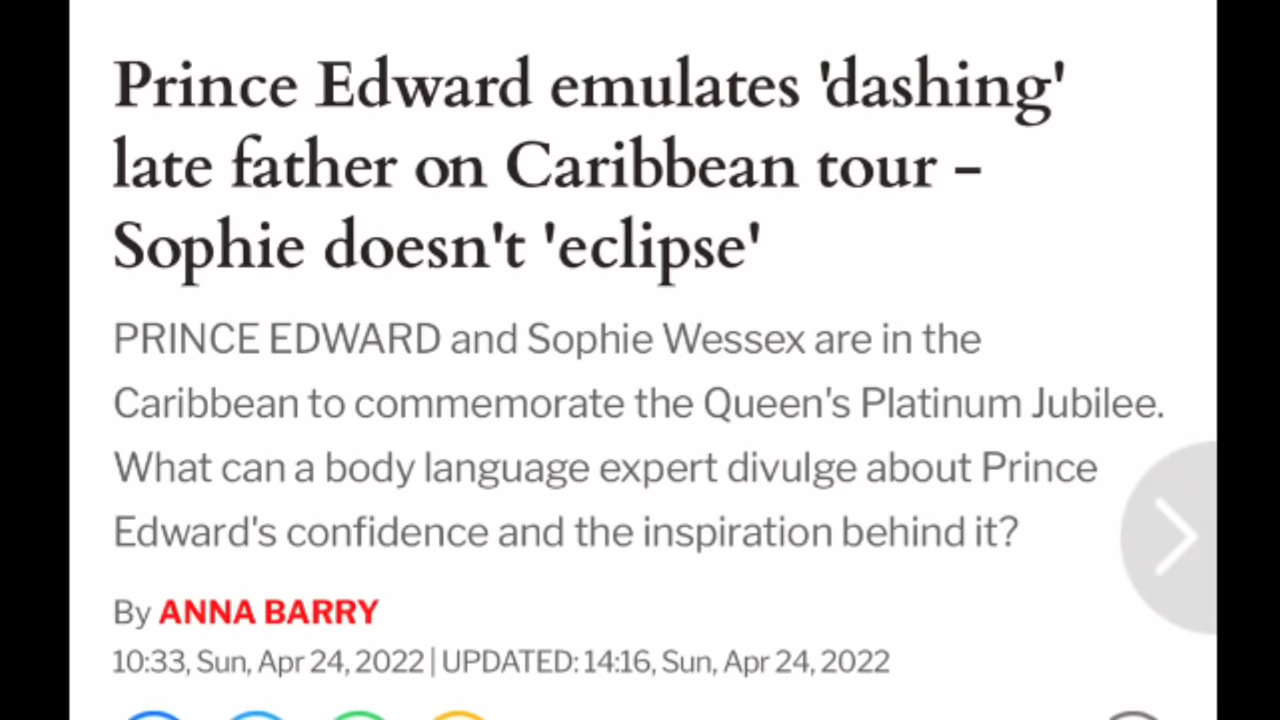 Prince Edward emulates 'dashing'
late father on Caribbean tour -
Sophie doesn't 'eclipse'
PRINCE EDWARD and Sophie Wessex are in the
Caribbean to commemorate the Queen's Platinum Jubilee.
What can a body language expert divulge about Prince
Edward's confidence and the inspiration behind it?
By ANNA BARRY
10:33, Sun, Apr 24, 2022 | UPDATED: 14:16, Sun, Apr 24, 2022